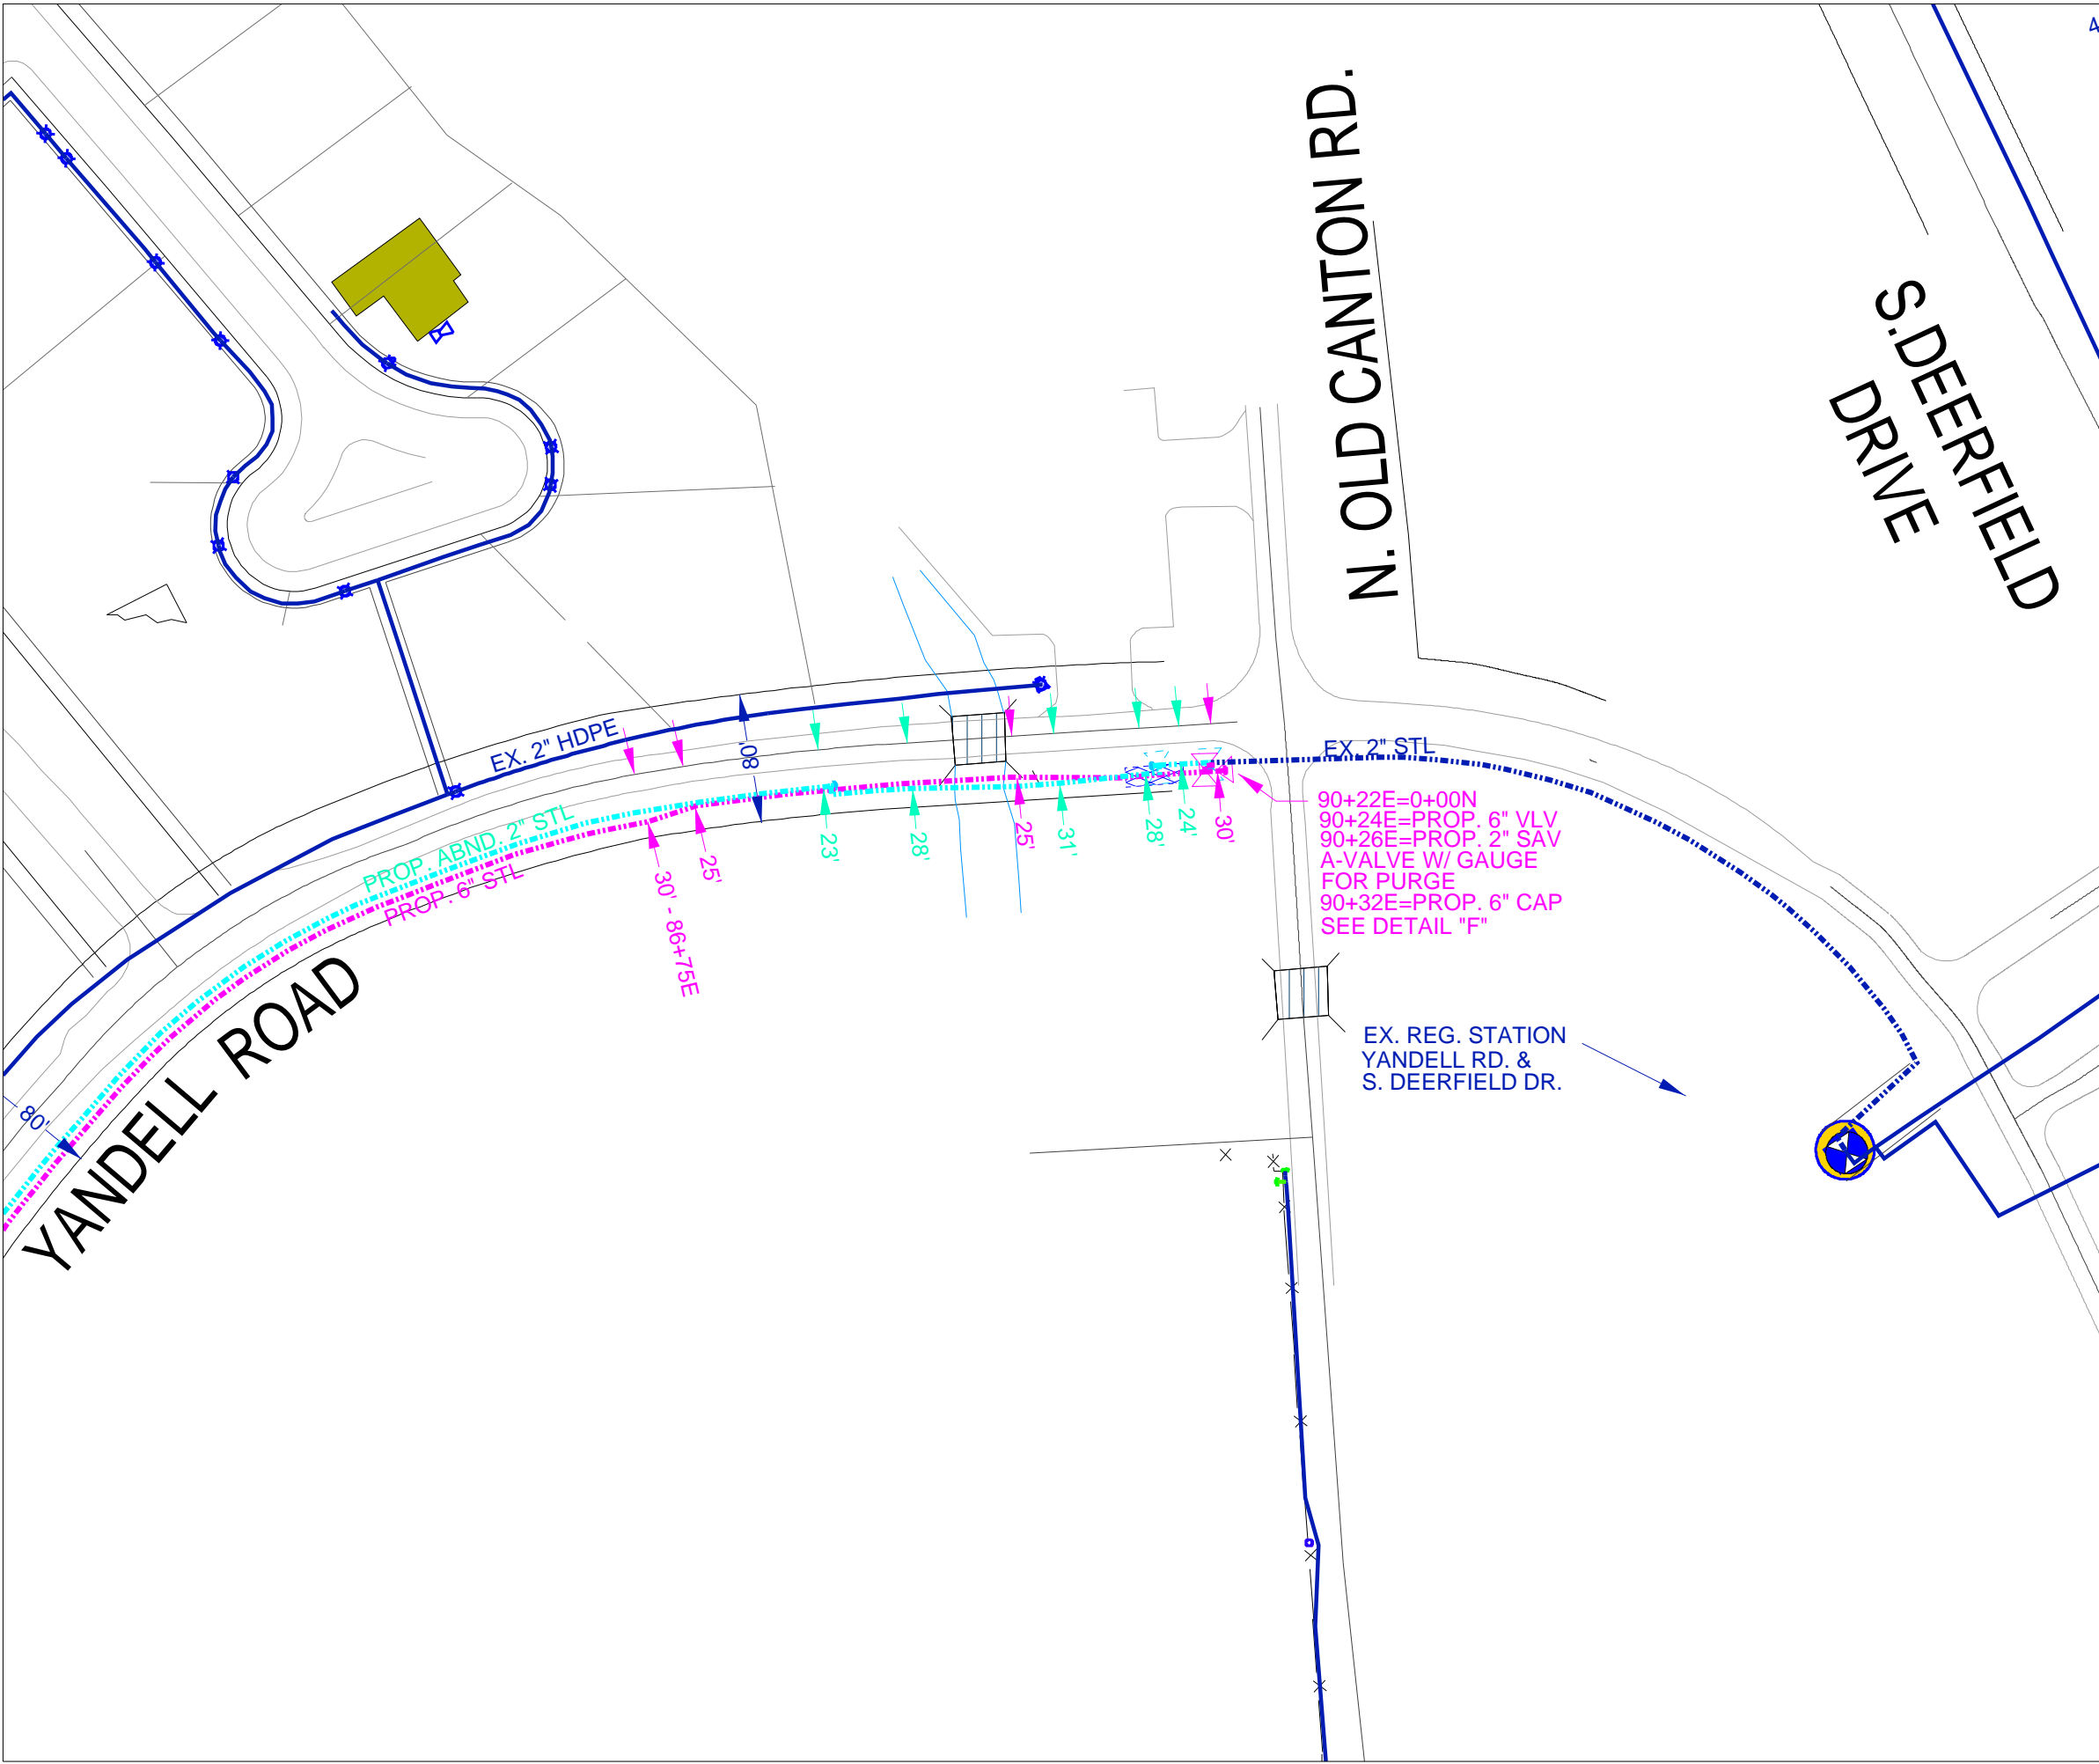 4
N. OLD CANTON RD.
S.DEERFIELD
DRIVE
EX. 2" HDPE
80'
EX. 2" STL
PROP. ABND. 2" STL
PROP. 6" STL
23'
28'
25'
31'
28'
24'
30'
25'
30' - 86+75E
90+22E=0+00N
90+24E=PROP. 6" VLV
90+26E=PROP. 2" SAV
A-VALVE W/ GAUGE
FOR PURGE
90+32E=PROP. 6" CAP
SEE DETAIL "F"
YANDELL ROAD
80'
EX. REG. STATION
YANDELL RD. &
S. DEERFIELD DR.